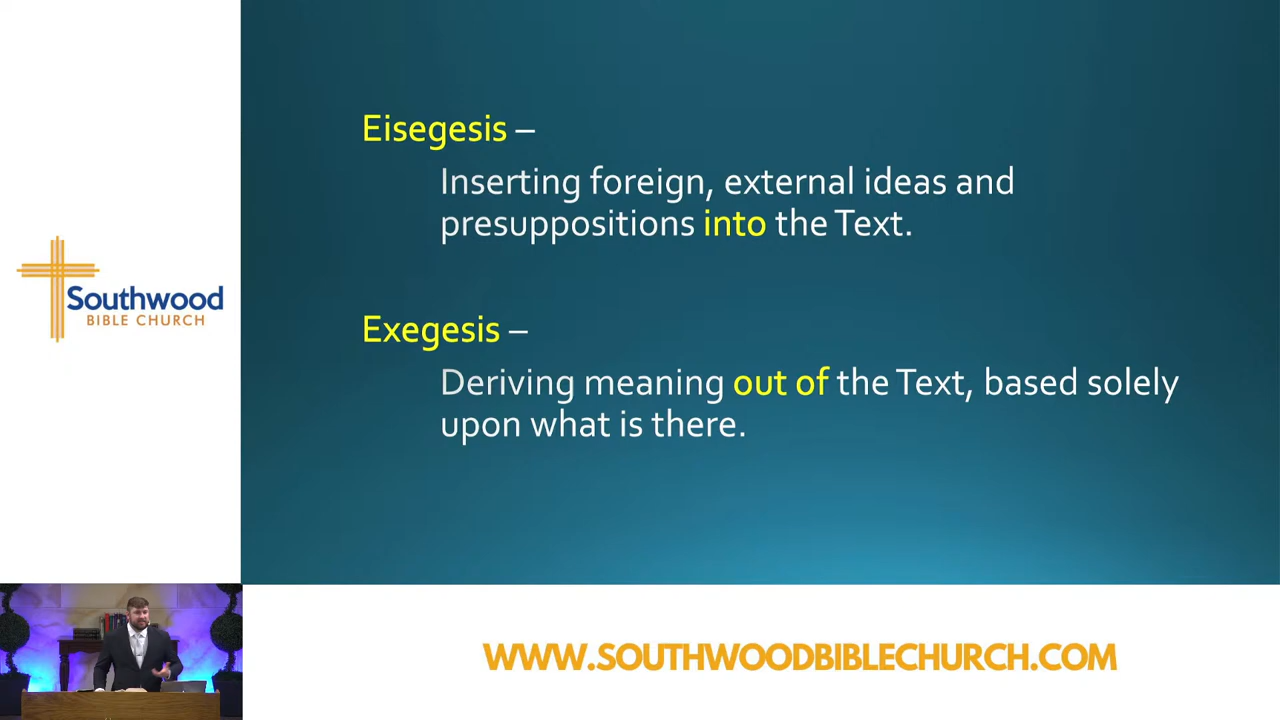 Eisegesis –
Inserting foreign, external ideas and
presuppositions into the Text.
Exegesis –
Deriving meaning out of the Text, based solely
upon what is there.
Southwood
BIBLE CHURCH
WWW.SOUTHWOODBIBLECHURCH.COM